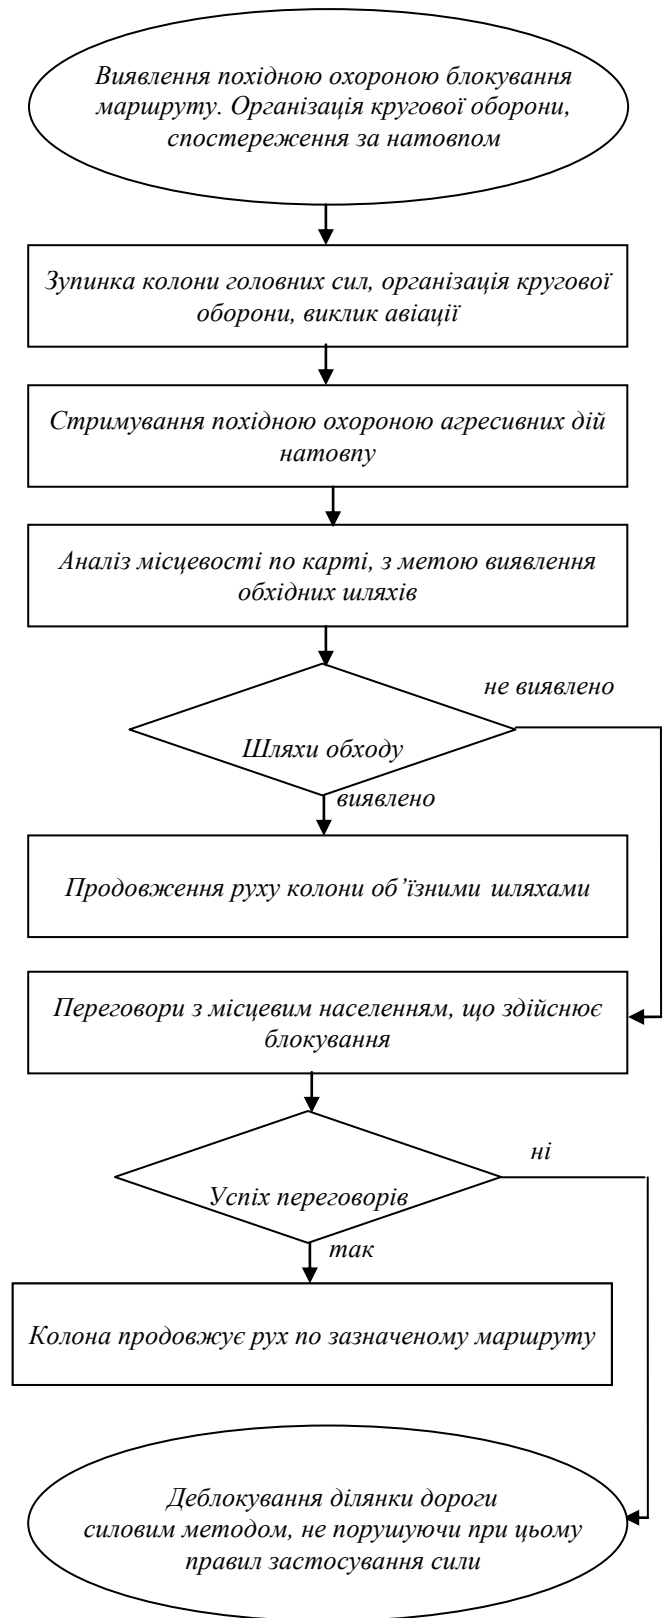 Виявлення похідною охороною блокування
маршруту. Організація кругової оборони,
спостереження за натовпом
Зупинка колони головних сил, організація кругової
оборони, виклик авіації
Стримування похідною охороною агресивних дій
натовпу
Аналіз місцевості по карті, з метою виявлення
обхідних шляхів
не виявлено
Шляхи обходу
виявлено
Продовження руху колони об’їзними шляхами
Переговори з місцевим населенням, що здійснює
блокування
ні
Успіх переговорів
так
Колона продовжує рух по зазначеному маршруту
Деблокування ділянки дороги
силовим методом, не порушуючи при цьому
правил застосування сили